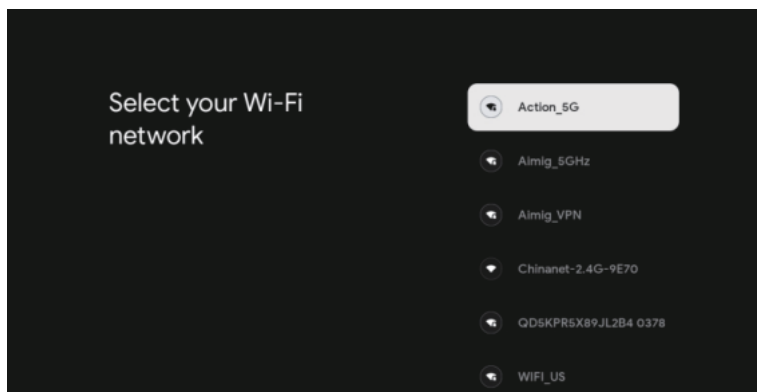 Select your Wi-Fi
network
Action_5G
Aimig_5GHz
Aimig_VPN
Chinanet-2.4G-9E70
QD5KPR5X89JL2B4 0378
WIFI_US